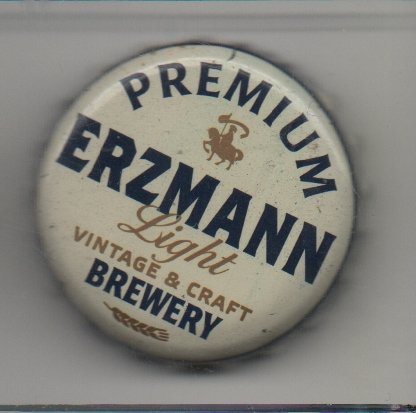 PREMIUM
ERZMANN
Light
VINTAGE & CRAFT
BREWERY